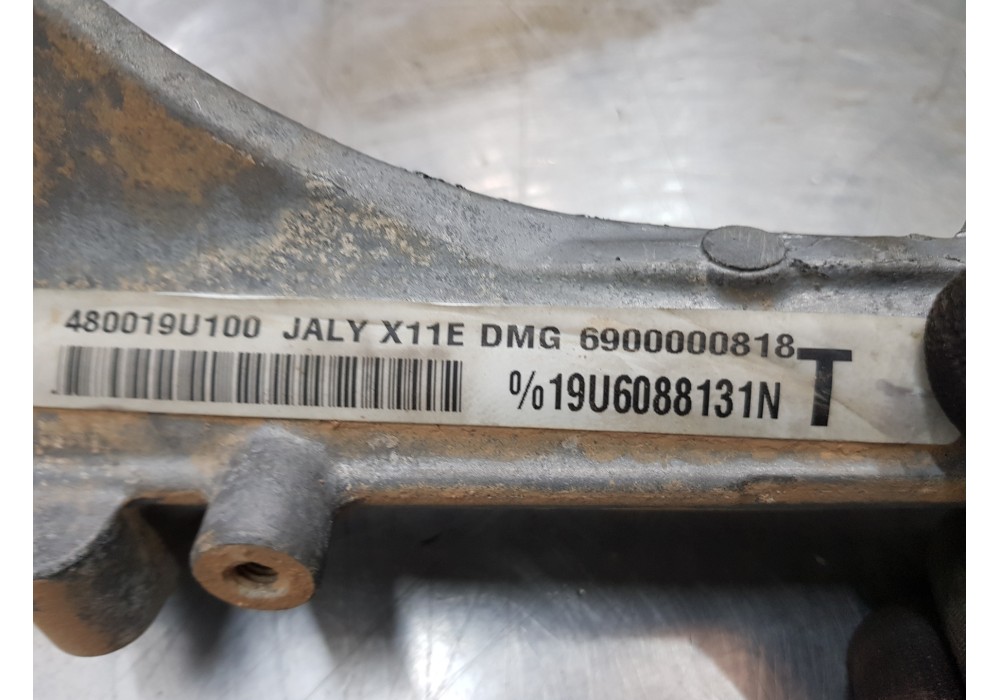 480019U100 JALY X11E DMG 6900000818
%19U6088131N T